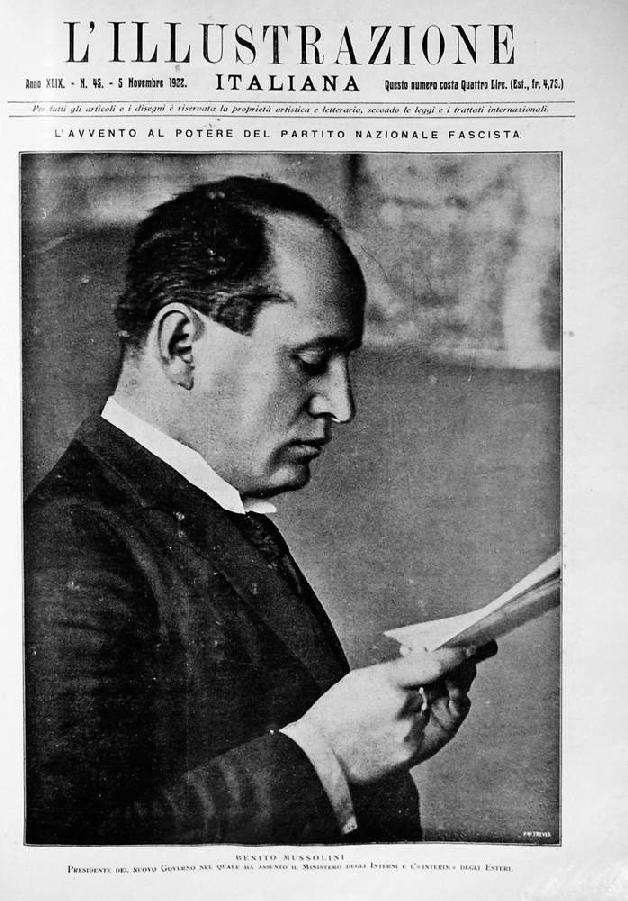 L'ILLUSTRAZIONE
Anno XLIX. - N. 45. - 5 Novembre 1922. ITALIANA Questo numero costa Quattro Lire. (Est., fr. 4,75.)
Per tutti gli articoli e i disegni è riservata la proprietà artistica e letteraria, secondo le leggi e i trattati internazionali.
L'AVVENTO AL POTERE DEL PARTITO NAZIONALE FASCISTA.
BENITO MUSSOLINI
PRESIDENTE DEL NUOVO GOVERNO NEL QUALE HA ASSUNTO IL MINISTERO DEGLI INTERNI E L'«INTERIM» DEGLI ESTERI.